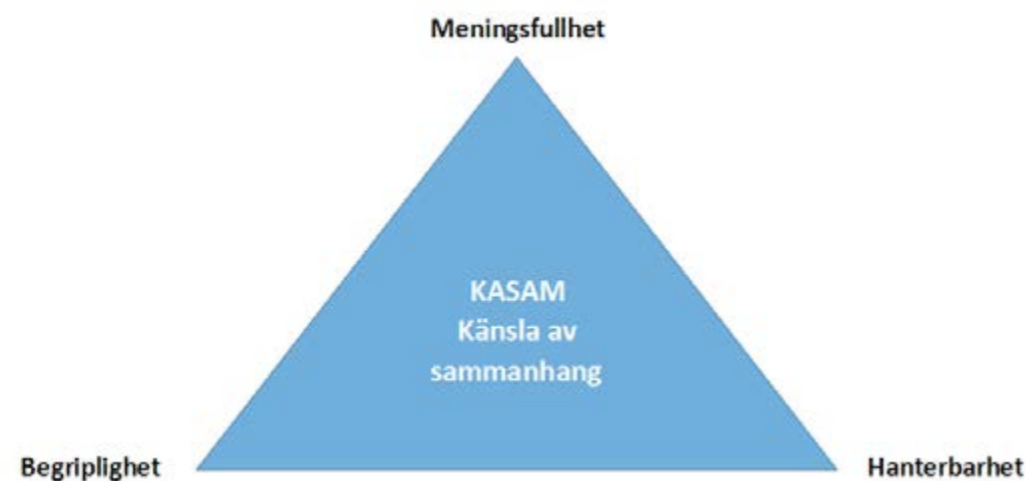 Meningsfullhet
KASAM
Känsla av
sammanhang
Begriplighet
Hanterbarhet